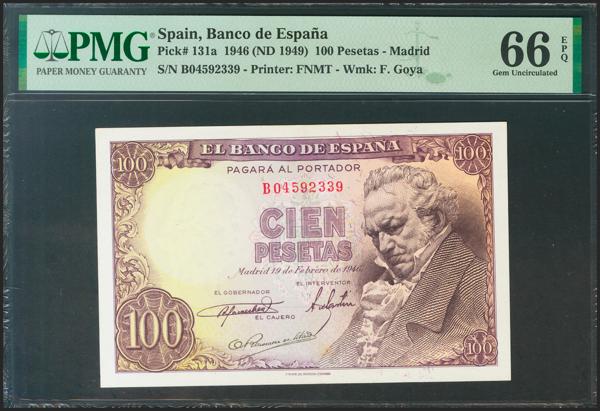 PMG
PAPER MONEY GUARANTY
Spain, Banco de España
Pick# 131a 1946 (ND 1949) 100 Pesetas - Madrid
S/N B04592339 - Printer: FNMT - Wmk: F. Goya
66 EPQ
Gem Uncirculated
EL BANCO DE ESPAÑA
100
100
PAGARÁ AL PORTADOR
B04592339
CIEN
PESETAS
Madrid 19 de Febrero de 1946
EL GOBERNADOR
EL INTERVENTOR
EL CAJERO
100
100